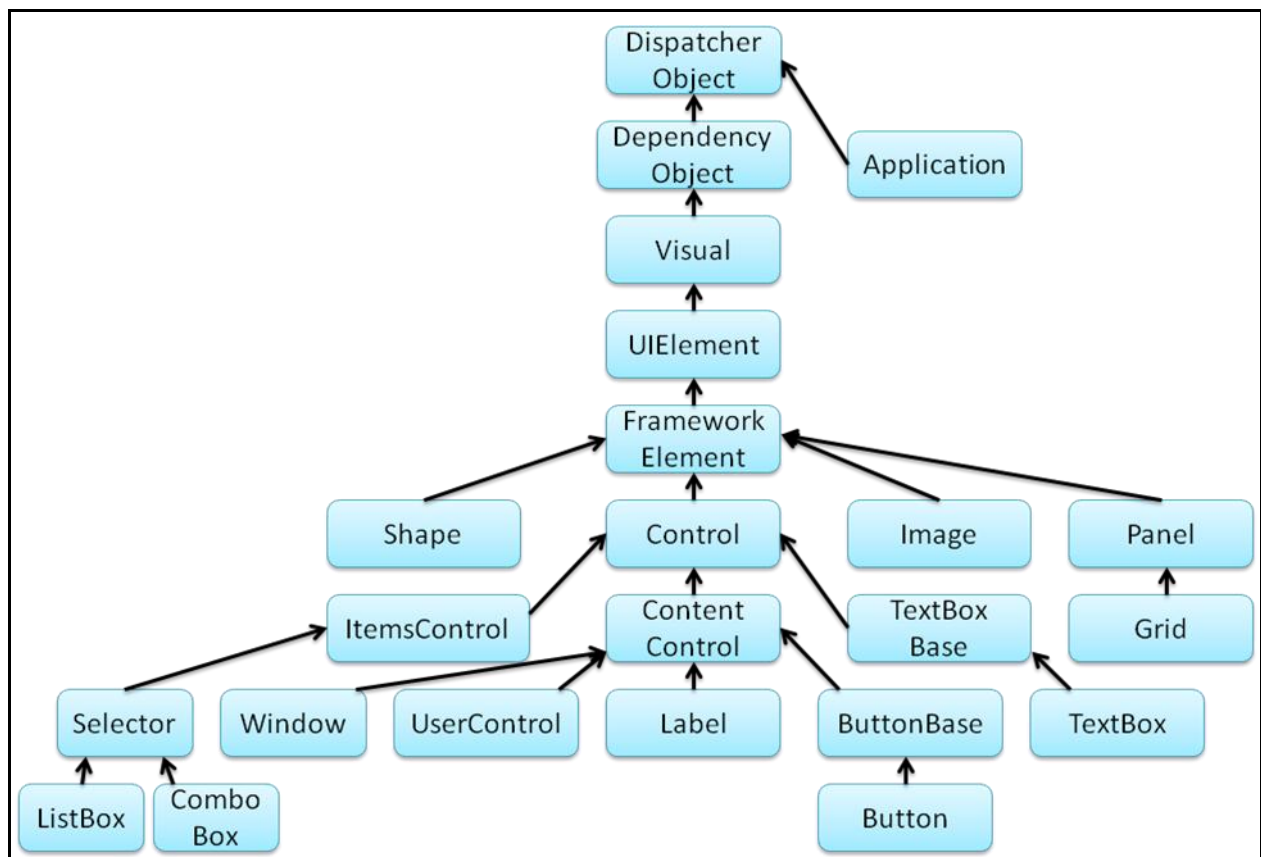 Dispatcher
Object
Dependency
Object
Application
Visual
UIElement
Framework
Element
Shape
Control
Image
Panel
ItemsControl
Content
Control
TextBox
Base
Grid
Selector
Window
UserControl
Label
ButtonBase
TextBox
ListBox
Combo
Box
Button